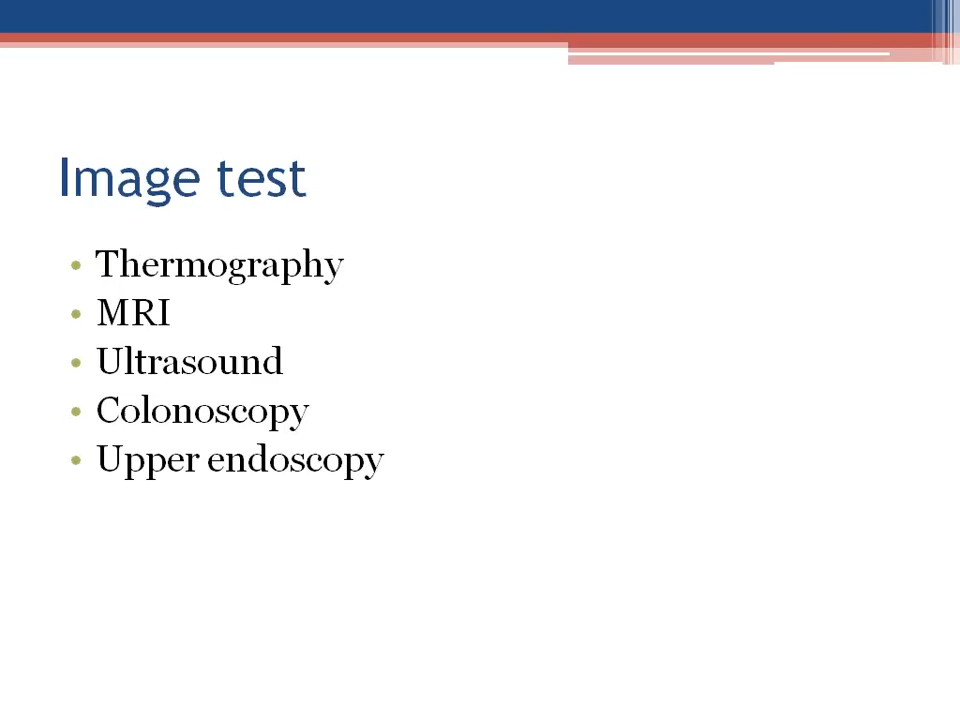 Image test
• Thermography
• MRI
• Ultrasound
• Colonoscopy
• Upper endoscopy